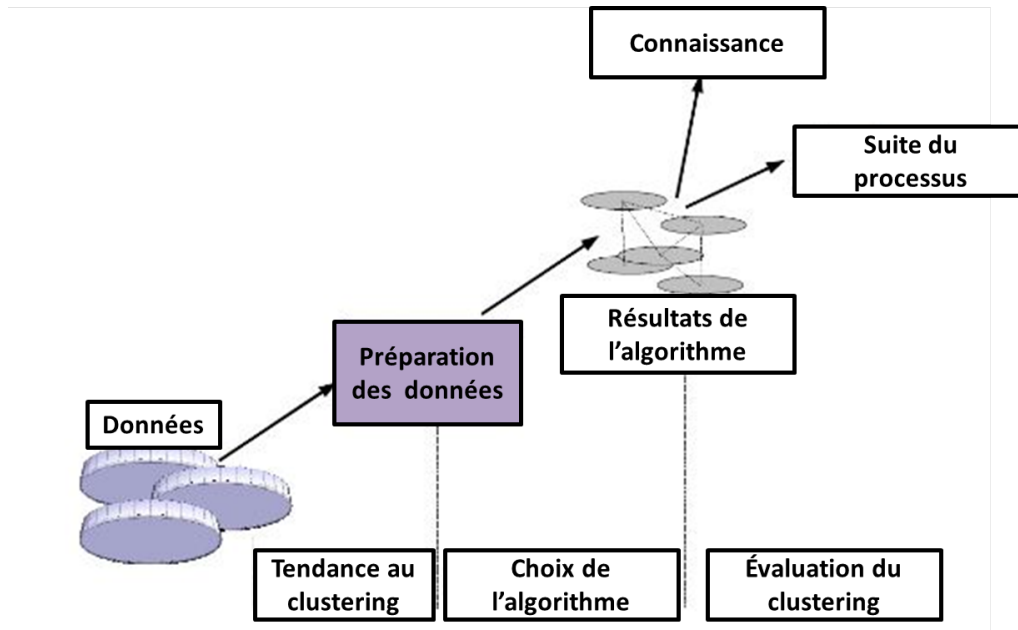 Connaissance
Suite du
processus
Résultats de
l'algorithme
Préparation
des données
Données
Tendance au
clustering
Choix de
l'algorithme
Évaluation du
clustering